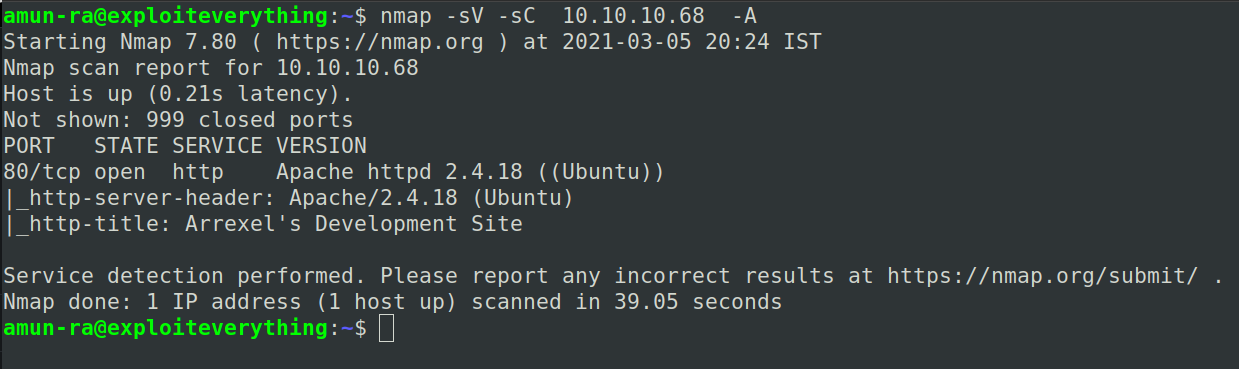 amun-ra@exploiteverything:~$ nmap -sV -sC  10.10.10.68  -A
Starting Nmap 7.80 ( https://nmap.org ) at 2021-03-05 20:24 IST
Nmap scan report for 10.10.10.68
Host is up (0.21s latency).
Not shown: 999 closed ports
PORT   STATE SERVICE VERSION
80/tcp open  http    Apache httpd 2.4.18 ((Ubuntu))
|_http-server-header: Apache/2.4.18 (Ubuntu)
|_http-title: Arrexel's Development Site

Service detection performed. Please report any incorrect results at https://nmap.org/submit/ .
Nmap done: 1 IP address (1 host up) scanned in 39.05 seconds
amun-ra@exploiteverything:~$